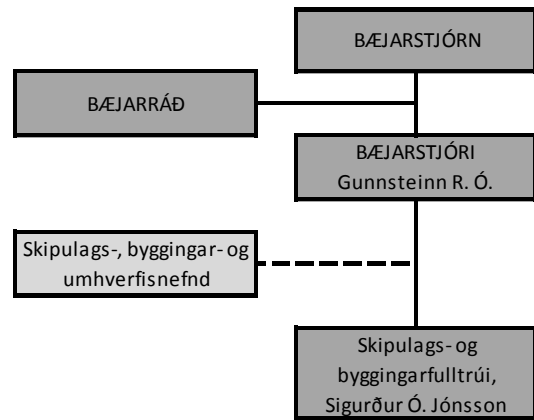 BÆJARSTJÓRN
BÆJARRÁÐ
BÆJARSTJÓRI
Gunnsteinn R. Ó.
Skipulags-, byggingar- og
umhverfisnefnd
Skipulags- og
byggingarfulltrúi,
Sigurður Ó. Jónsson